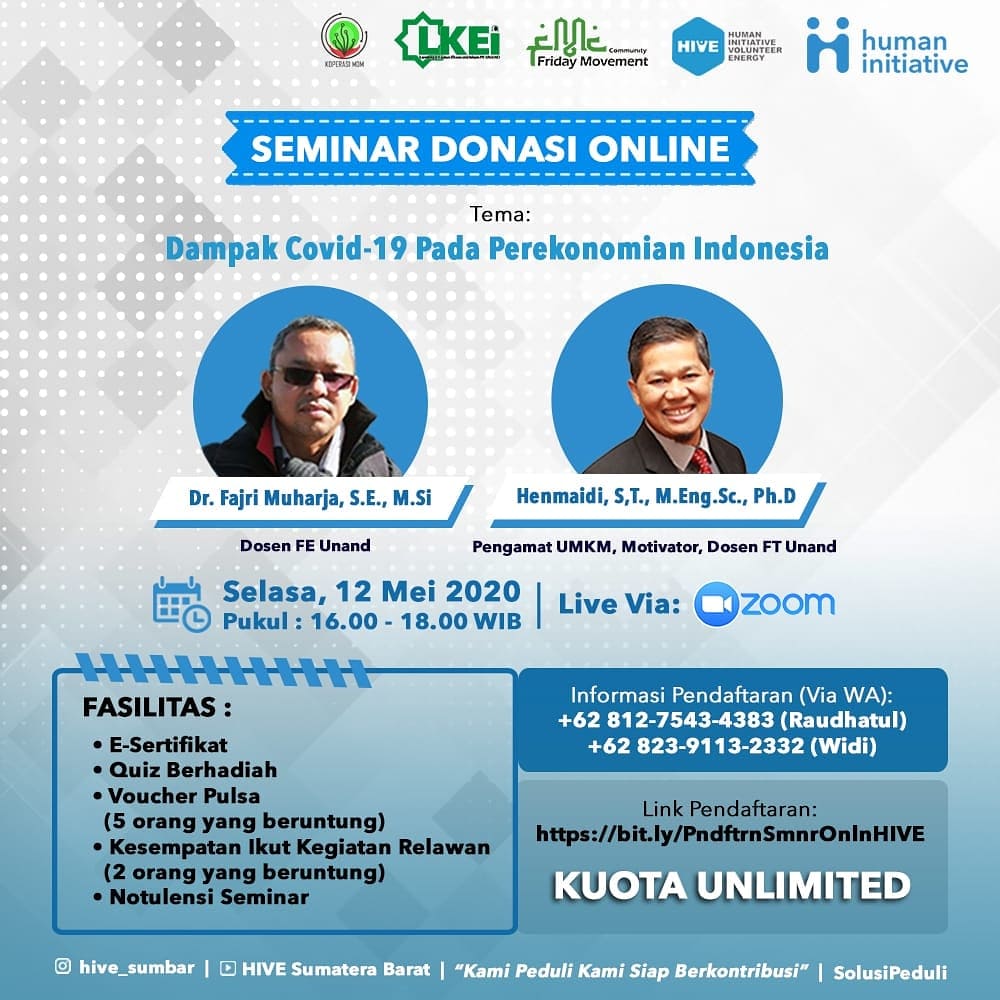 KOPERASI MDM
LKEi
Community
Friday Movement
HIVE
HUMAN
INITIATIVE
VOLUNTEER
ENERGY
human
initiative
SEMINAR DONASI ONLINE
Tema:
Dampak Covid-19 Pada Perekonomian Indonesia
Dr. Fajri Muharja, S.E., M.Si
Dosen FE Unand
Henmaidi, S,T., M.Eng.Sc., Ph.D
Pengamat UMKM, Motivator, Dosen FT Unand
Selasa, 12 Mei 2020
Pukul : 16.00 - 18.00 WIB
Live Via: zoom
FASILITAS :
• E-Sertifikat
• Quiz Berhadiah
• Voucher Pulsa
(5 orang yang beruntung)
• Kesempatan Ikut Kegiatan Relawan
(2 orang yang beruntung)
• Notulensi Seminar
Informasi Pendaftaran (Via WA):
+62 812-7543-4383 (Raudhatul)
+62 823-9113-2332 (Widi)
Link Pendaftaran:
https://bit.ly/PndftrnSmnrOnlnHIVE
KUOTA UNLIMITED
hive_sumbar | HIVE Sumatera Barat | “Kami Peduli Kami Siap Berkontribusi” | SolusiPeduli